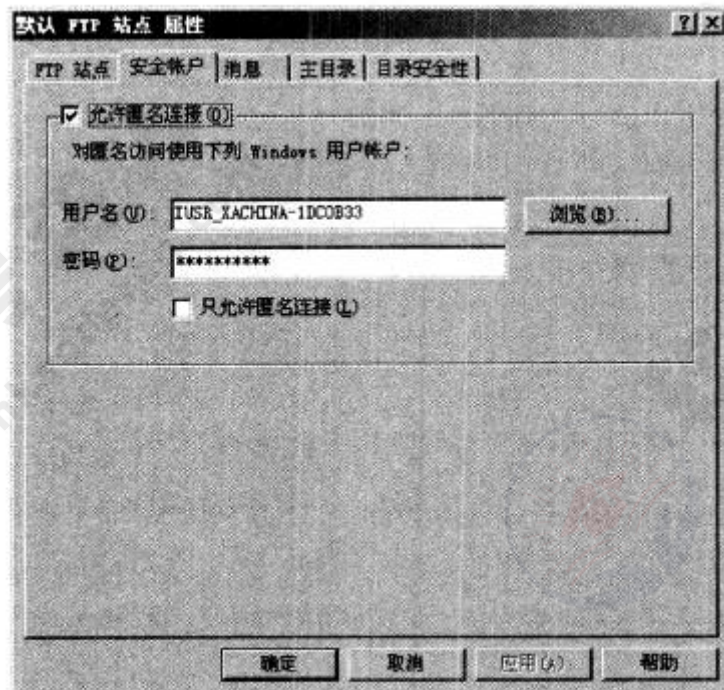 默认 FTP 站点 属性
FTP 站点 安全帐户 消息 主目录 目录安全性
允许匿名连接(O)
对匿名访问使用下列 Windows 用户帐户:
用户名(U): IUSR_XACHINA-1DC0B33 浏览(B)...
密码(P): **********
只允许匿名连接(L)
确定 取消 应用(A) 帮助